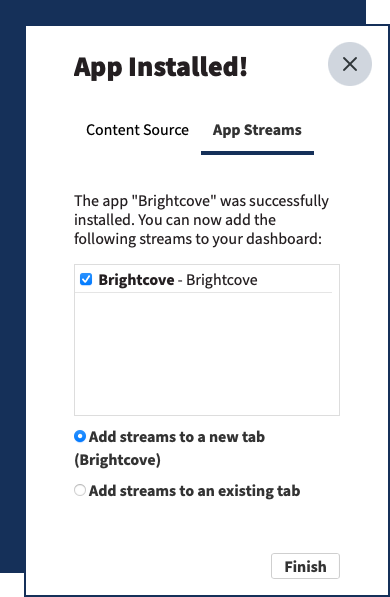 App Installed!
Content Source App Streams
The app "Brightcove" was successfully
installed. You can now add the
following streams to your dashboard:
Brightcove - Brightcove
Add streams to a new tab
(Brightcove)
Add streams to an existing tab
Finish